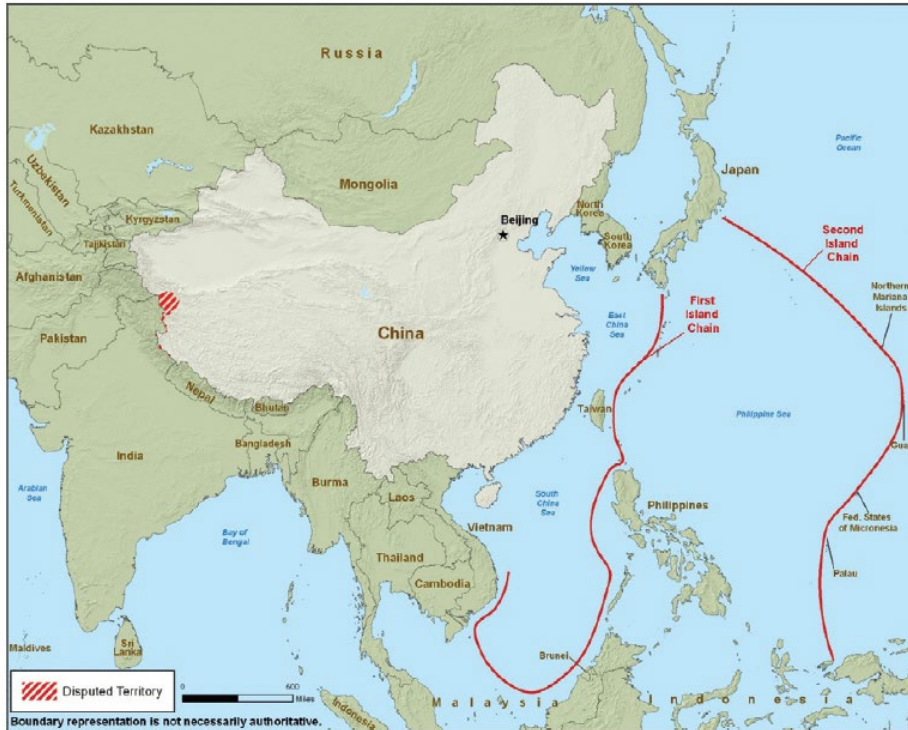 Russia
Kazakhstan
Mongolia
Uzbekistan
Turkmenistan
Kyrgyzstan
Tajikistan
Afghanistan
Pakistan
Beijing
North
Korea
South
Korea
Japan
Pacific
Ocean
Yellow
Sea
East
China
Sea
First
Island
Chain
Second
Island
Chain
Northern
Mariana
Islands
China
Nepal
Bhutan
Bangladesh
India
Burma
Laos
Vietnam
Thailand
Cambodia
Taiwan
Philippine Sea
Gua
Arabian
Sea
Bay of
Bengal
South
China Sea
Philippines
Fed. States
of Micronesia
Palau
Maldives
Sri
Lanka
Brunei
Malaysia
Indonesia
Indonesia
Disputed Territory
0
600
Miles
Boundary representation is not necessarily authoritative.